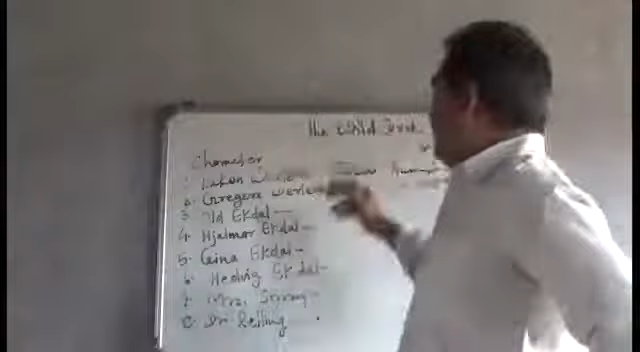 The Wild Duck
Character
1. Hakon Werle
2. Gregers Werle
3. Old Ekdal —
4. Hjalmar Ekdal —
5. Gina Ekdal —
6. Hedvig Ekdal —
7. Mrs. Sorby —
8. Dr. Relling